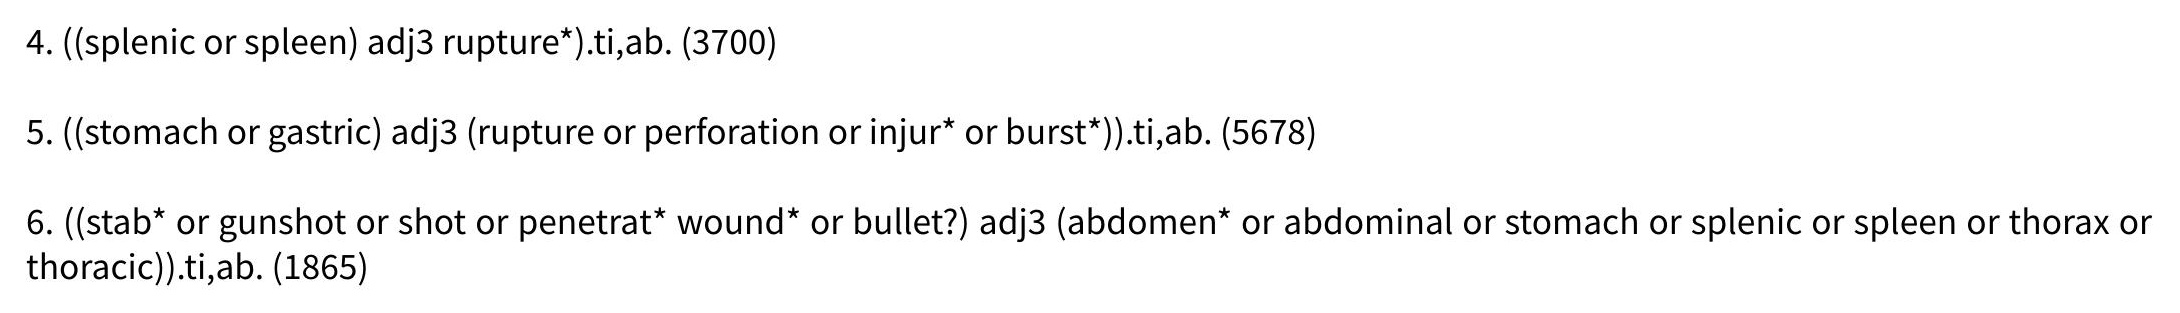 4. ((splenic or spleen) adj3 rupture*).ti,ab. (3700)
5. ((stomach or gastric) adj3 (rupture or perforation or injur* or burst*)).ti,ab. (5678)
6. ((stab* or gunshot or shot or penetrat* wound* or bullet?) adj3 (abdomen* or abdominal or stomach or splenic or spleen or thorax or
thoracic)).ti,ab. (1865)